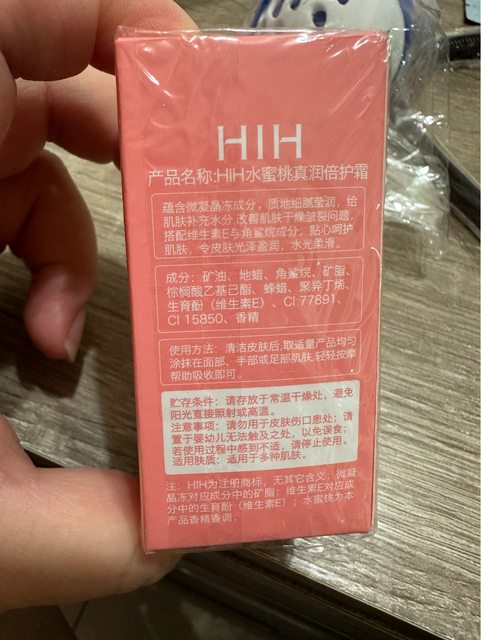 HIH
产品名称:HIH水蜜桃真润倍护霜
蕴含微凝晶冻成分。质地细腻莹润，给
肌肤补充水分,改善肌肤干燥皱裂问题，
搭配维生素E与角鲨烷成分，贴心呵护
肌肤，令皮肤光泽盈润，水光柔滑。
成分：矿油、地蜡、角鲨烷、矿脂、
棕榈酸乙基己酯、蜂蜡、聚异丁烯、
生育酚（维生素E）、CI 77891、
CI 15850、香精
使用方法：清洁皮肤后,取适量产品均匀
涂抹在面部、手部或足部肌肤,轻轻按摩
帮助吸收即可。
贮存条件：请存放于常温干燥处，避免
阳光直接照射或高温。
注意事项：请勿用于皮肤伤口患处；请
置于婴幼儿无法触及之处，以免误食；
若使用过程中感到不适，请停止使用。
适用肤质：适用于多种肌肤。
注：HIH为注册商标，无其它含义；微凝
晶冻对应成分中的矿脂；维生素E对应成
分中的生育酚（维生素E）；水蜜桃为本
产品香精香调。